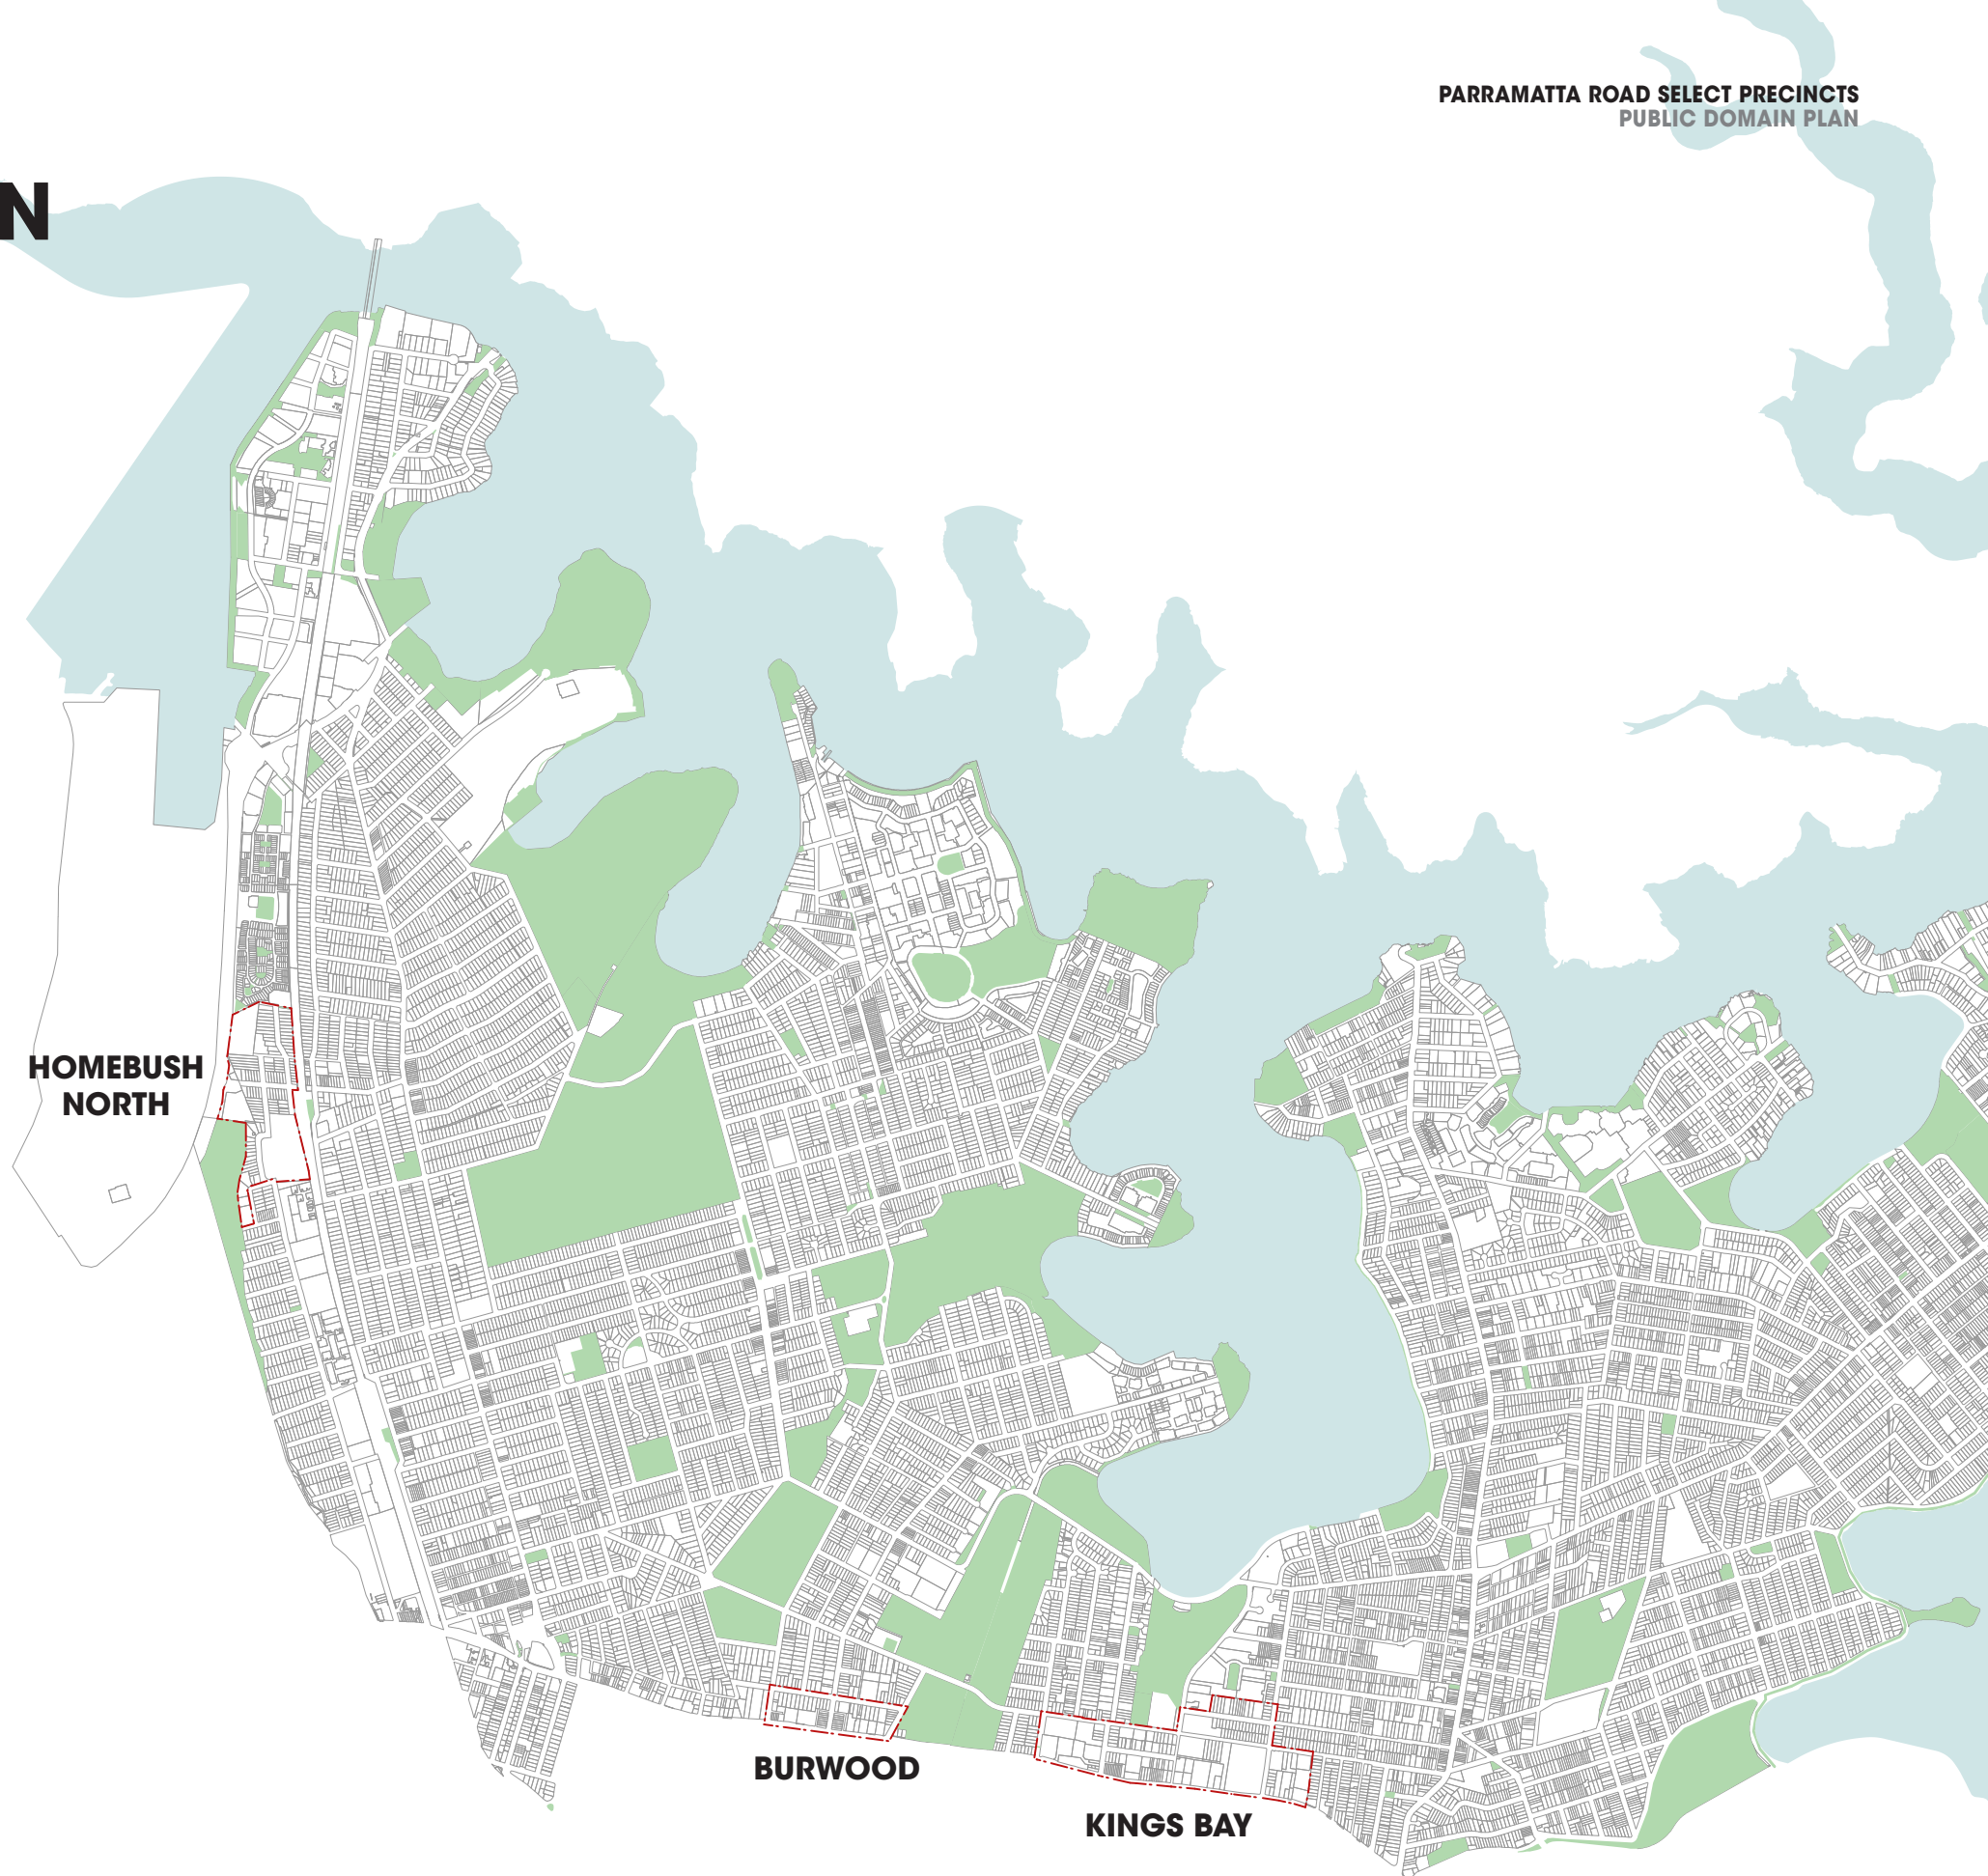 PARRAMATTA ROAD SELECT PRECINCTS
PUBLIC DOMAIN PLAN
N
HOMEBUSH
NORTH
BURWOOD
KINGS BAY